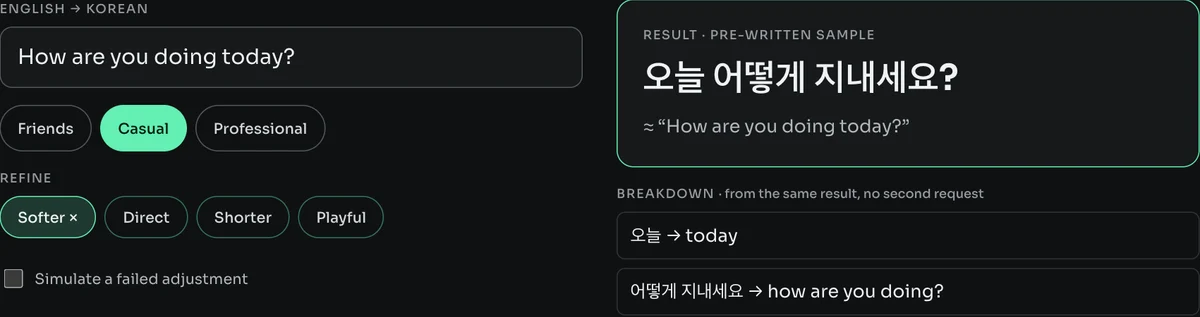 ENGLISH → KOREAN
How are you doing today?
Friends
Casual
Professional
REFINE
Softer ×
Direct
Shorter
Playful
Simulate a failed adjustment
RESULT · PRE-WRITTEN SAMPLE
오늘 어떻게 지내세요?
≈ “How are you doing today?”
BREAKDOWN · from the same result, no second request
오늘 → today
어떻게 지내세요 → how are you doing?